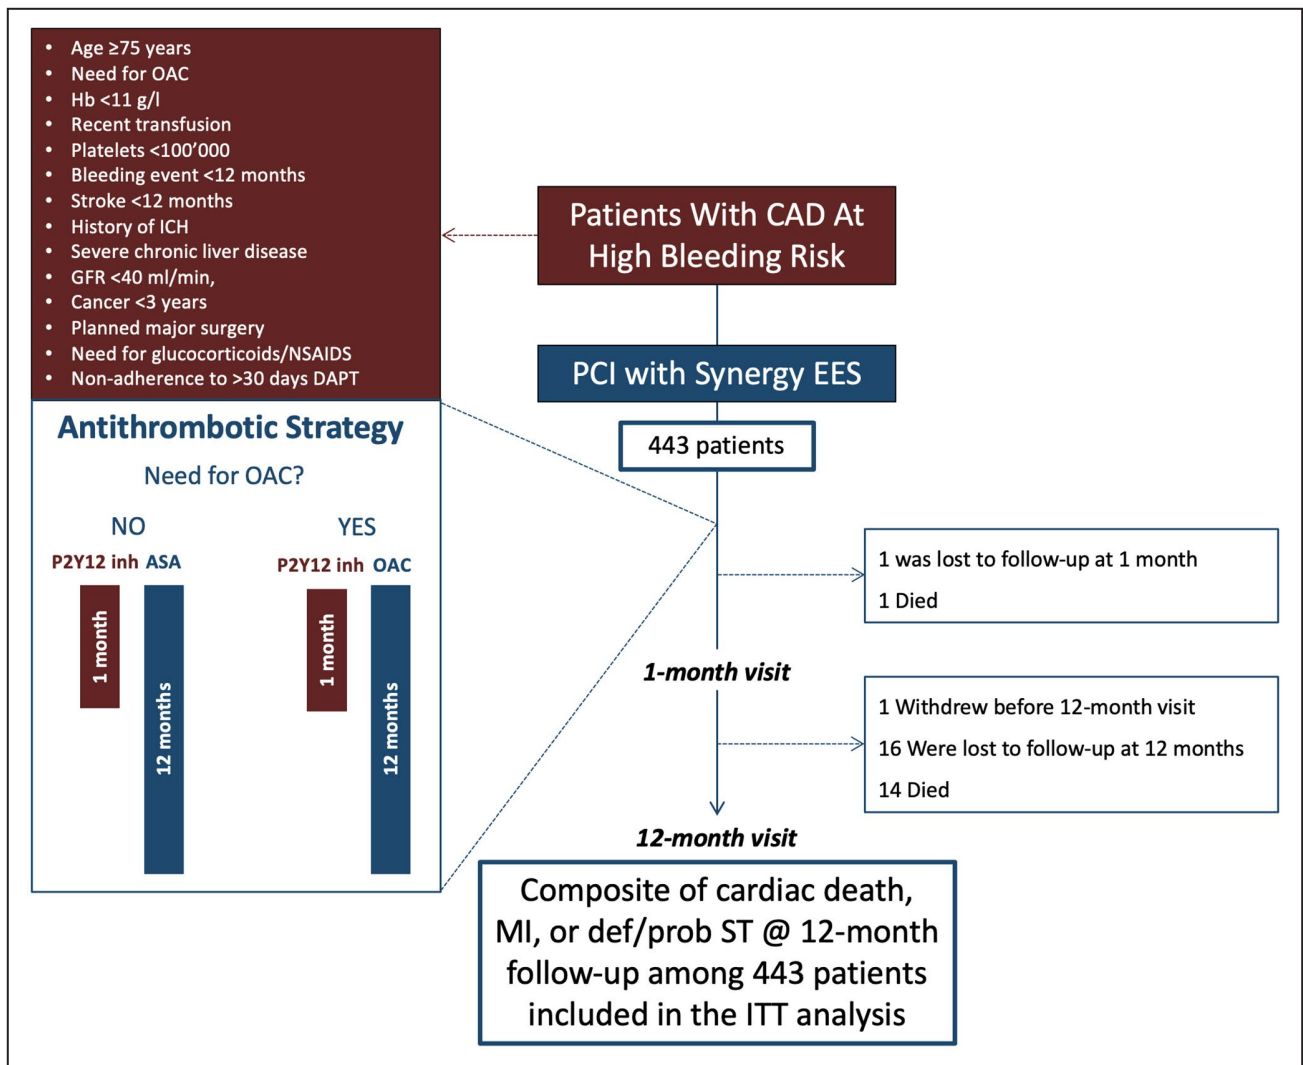 • Age ≥75 years
• Need for OAC
• Hb <11 g/l
• Recent transfusion
• Platelets <100’000
• Bleeding event <12 months
• Stroke <12 months
• History of ICH
• Severe chronic liver disease
• GFR <40 ml/min,
• Cancer <3 years
• Planned major surgery
• Need for glucocorticoids/NSAIDS
• Non-adherence to >30 days DAPT
Patients With CAD At
High Bleeding Risk
PCI with Synergy EES
443 patients
Antithrombotic Strategy
Need for OAC?
NO
YES
P2Y12 inh ASA
P2Y12 inh OAC
1 month
12 months
1 month
12 months
1 was lost to follow-up at 1 month
1 Died
1-month visit
1 Withdrew before 12-month visit
16 Were lost to follow-up at 12 months
14 Died
12-month visit
Composite of cardiac death,
MI, or def/prob ST @ 12-month
follow-up among 443 patients
included in the ITT analysis